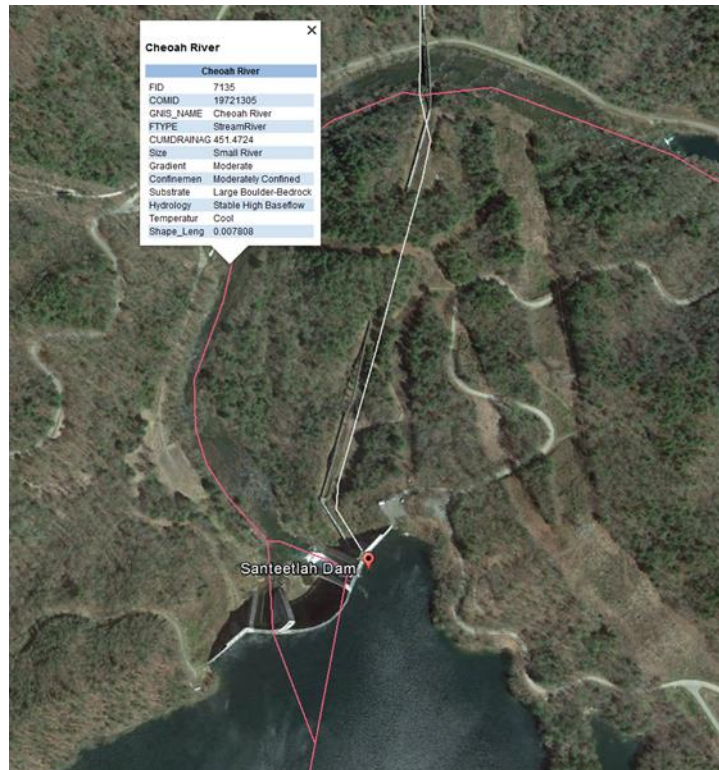 Cheoah River
Cheoah River
FID 7135
COMID 19721305
GNIS_NAME Cheoah River
FTYPE StreamRiver
CUMDRAINAG 451.4724
Size Small River
Gradient Moderate
Confinemen Moderately Confined
Substrate Large Boulder-Bedrock
Hydrology Stable High Baseflow
Temperatur Cool
Shape_Leng 0.007808
Santeetlah Dam